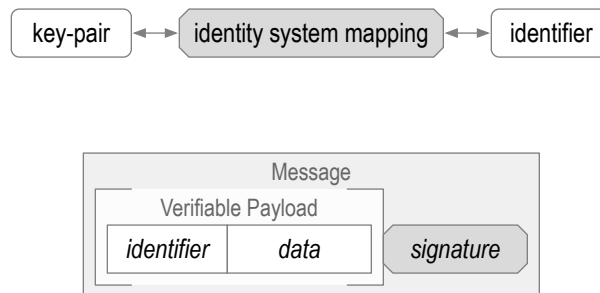 key-pair identity system mapping identifier
Message
Verifiable Payload
identifier data signature